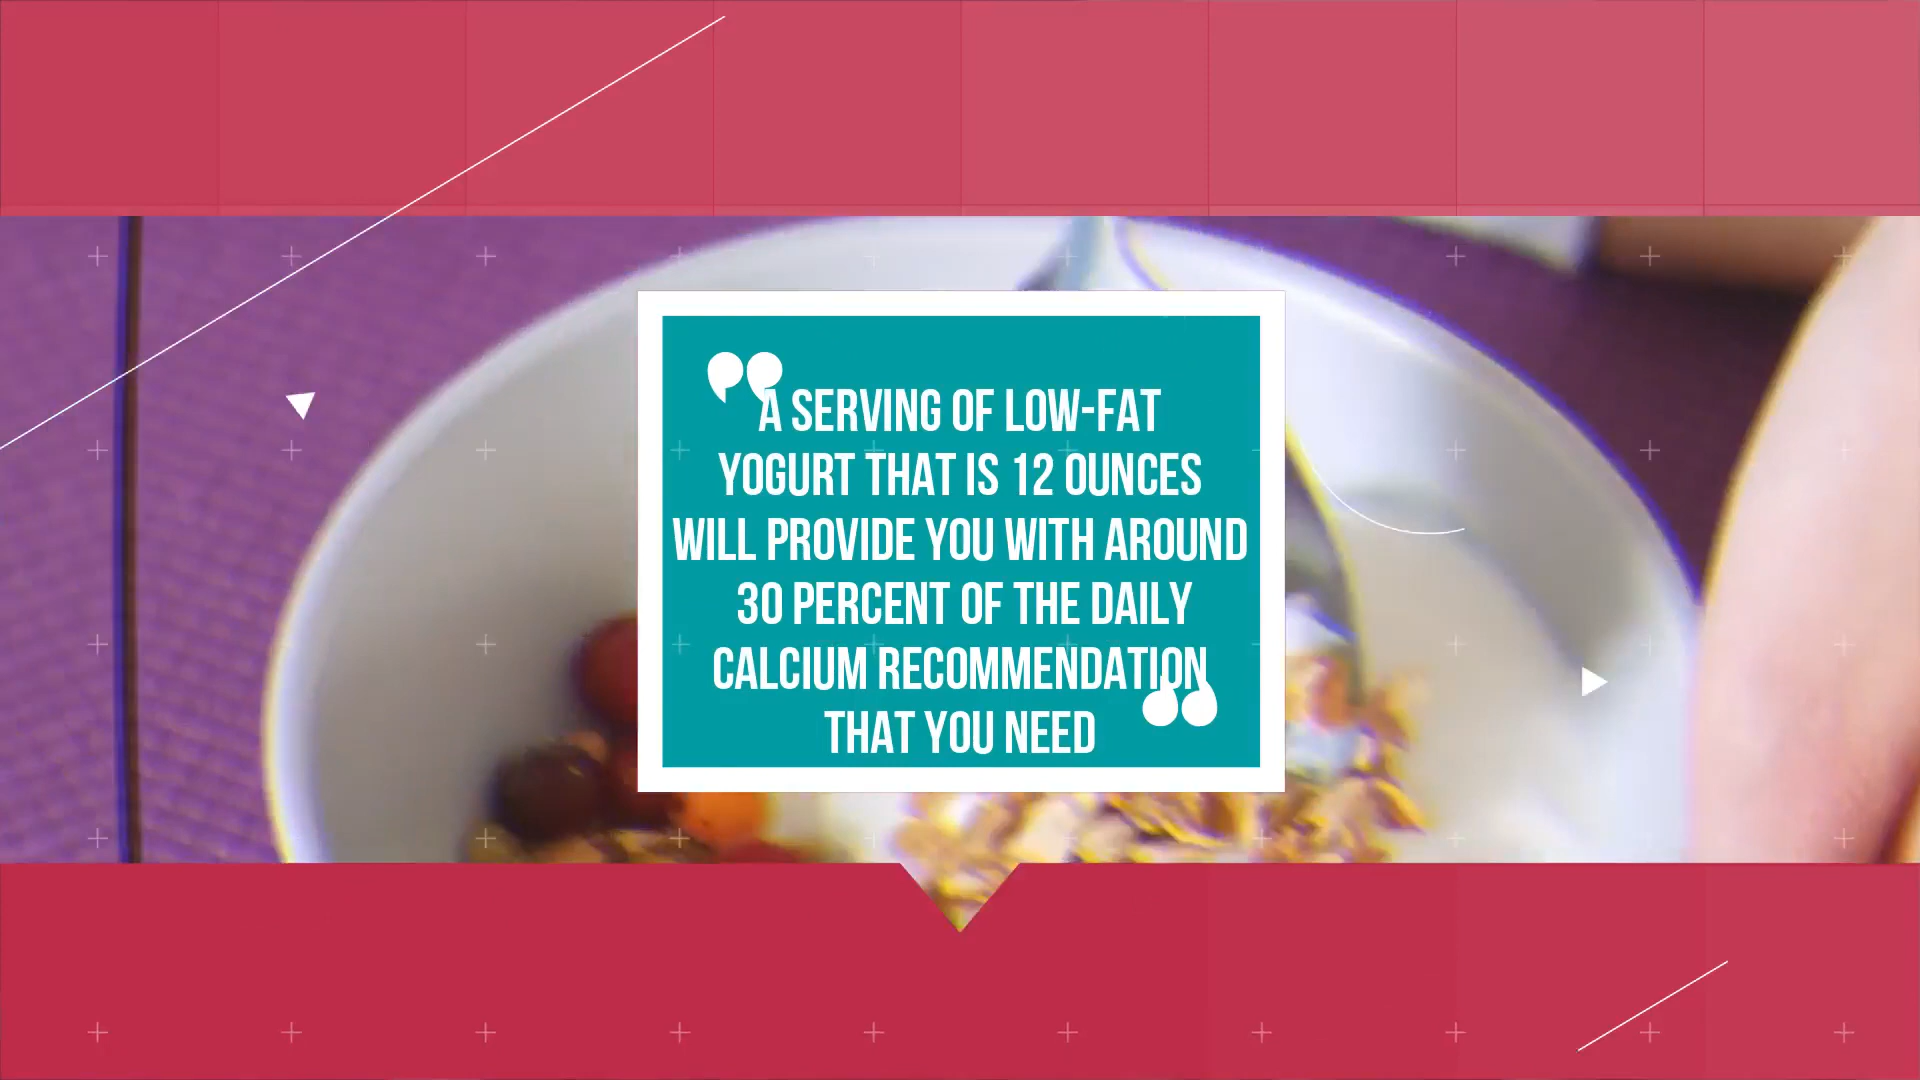 A SERVING OF LOW-FAT
YOGURT THAT IS 12 OUNCES
WILL PROVIDE YOU WITH AROUND
30 PERCENT OF THE DAILY
CALCIUM RECOMMENDATION
THAT YOU NEED